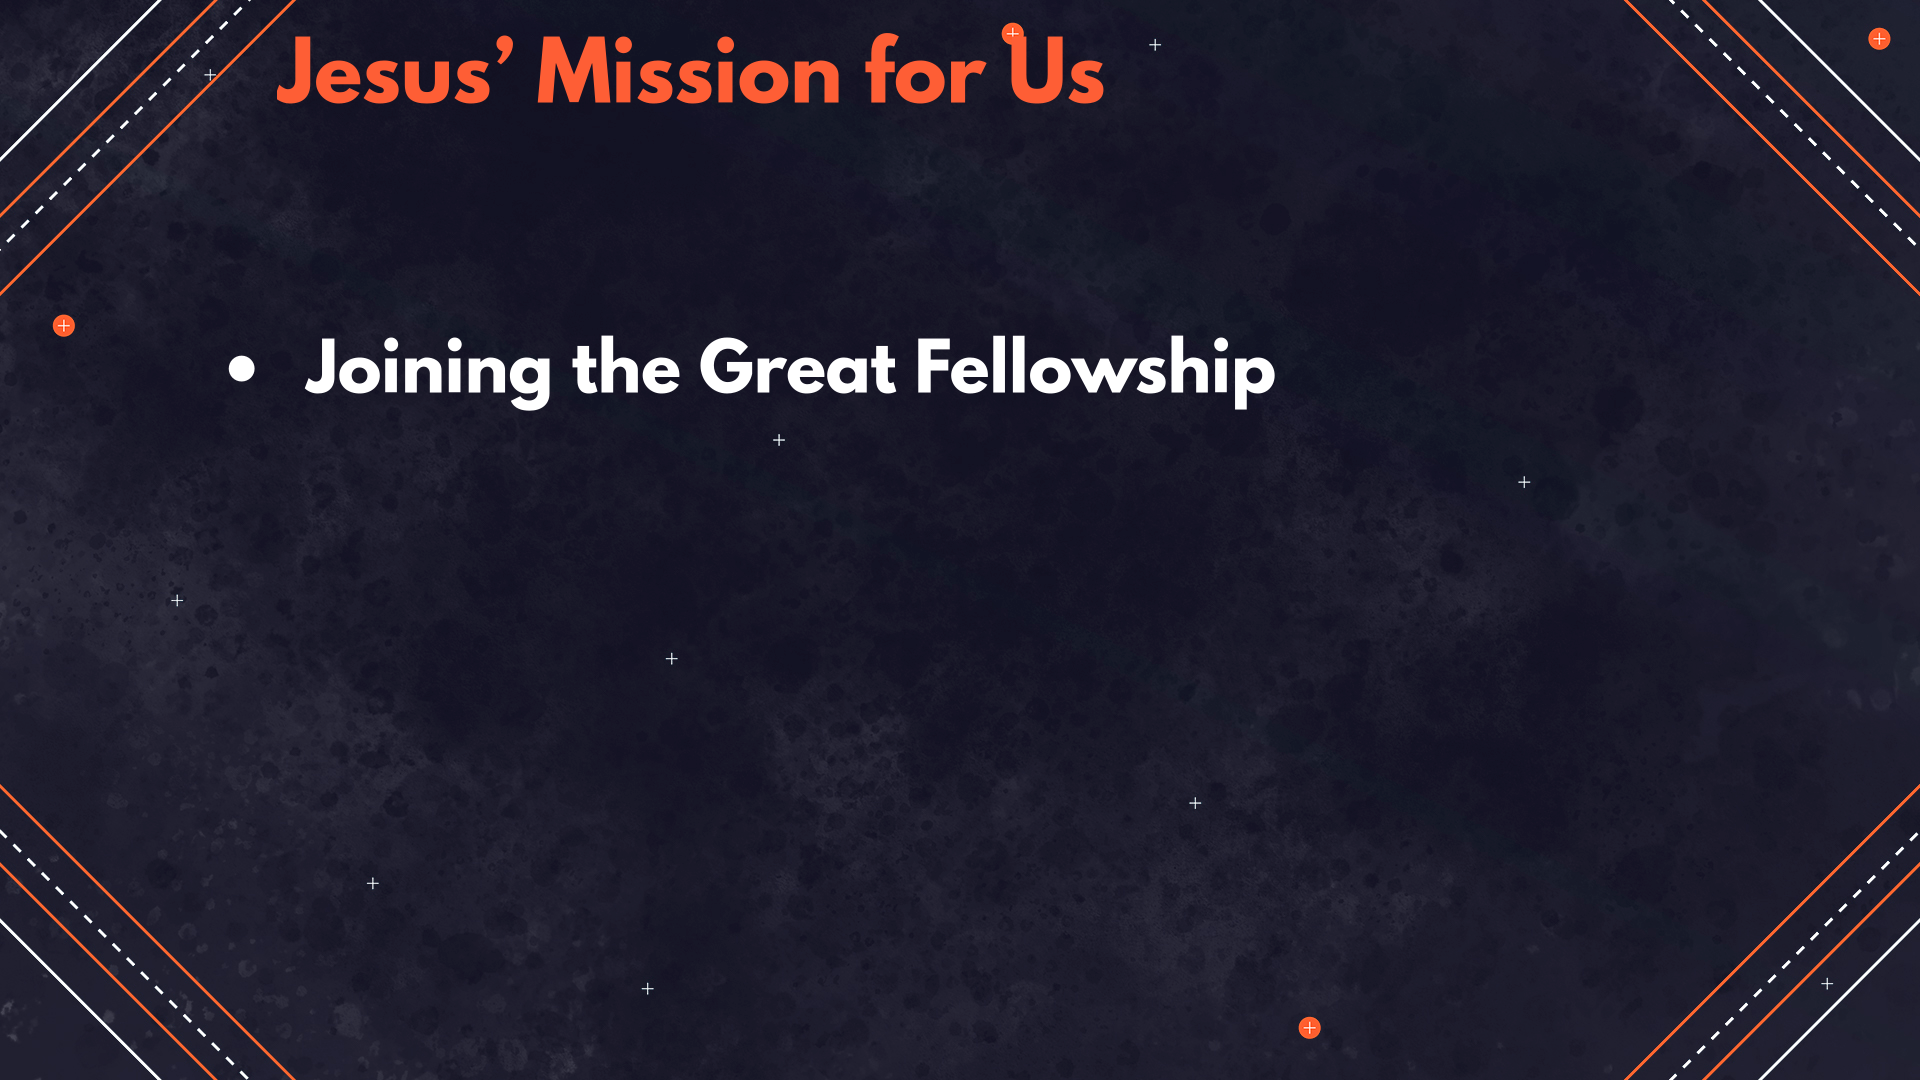 Jesus’ Mission for Us
• Joining the Great Fellowship